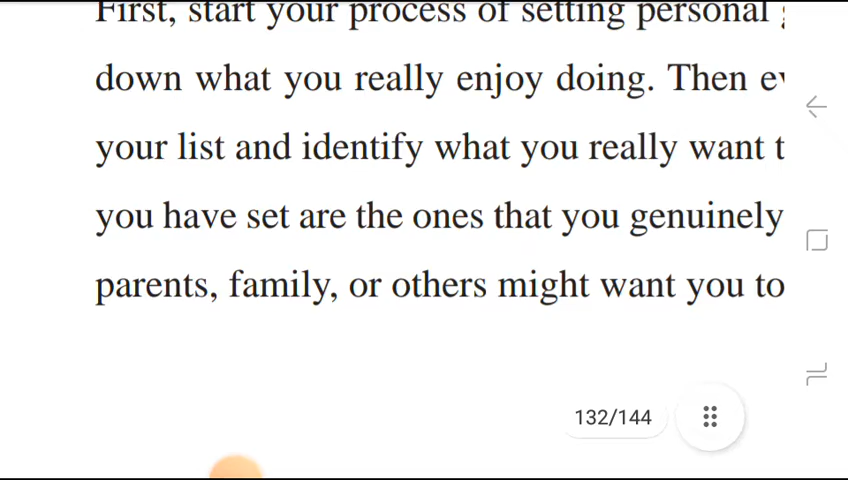 First, start your process of setting personal
down what you really enjoy doing. Then
your list and identify what you really want
you have set are the ones that you genuinely
parents, family, or others might want you to
132/144